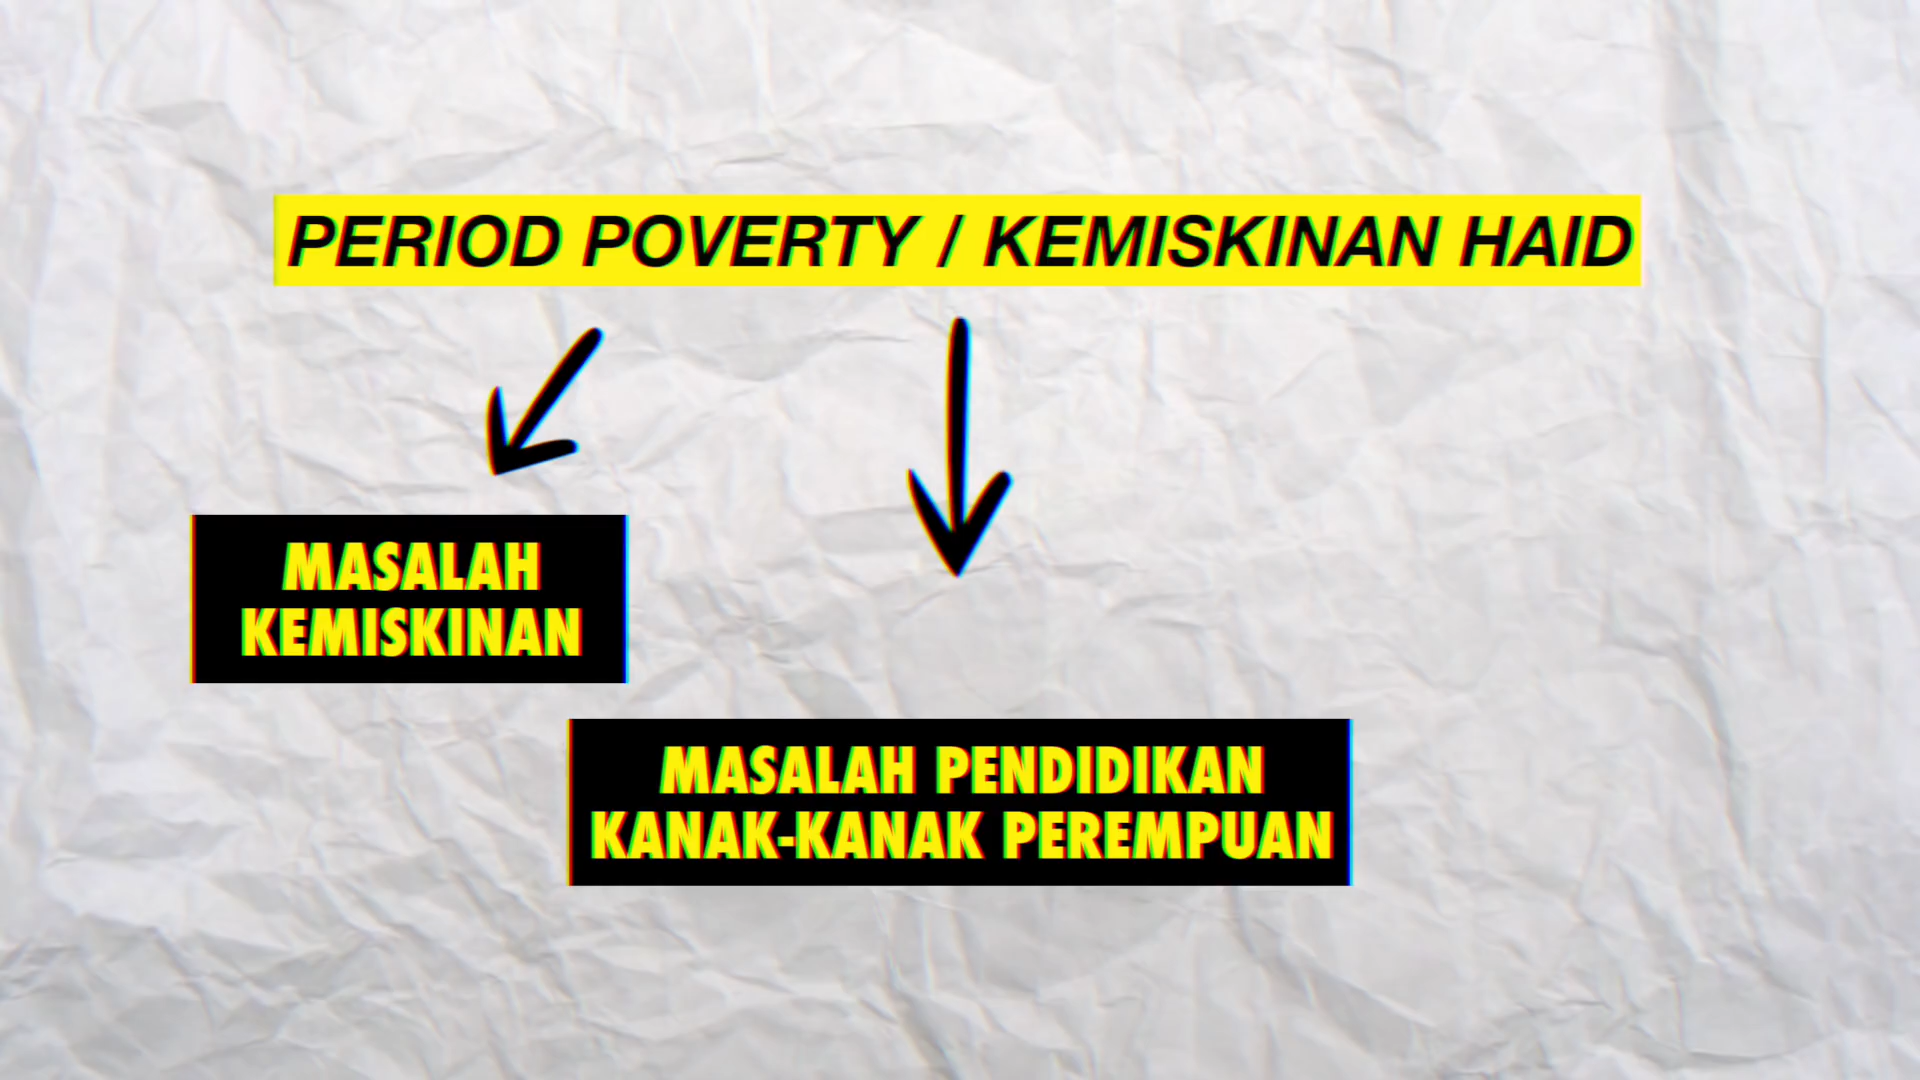 PERIOD POVERTY / KEMISKINAN HAID
MASALAH
KEMISKINAN
MASALAH PENDIDIKAN
KANAK-KANAK PEREMPUAN